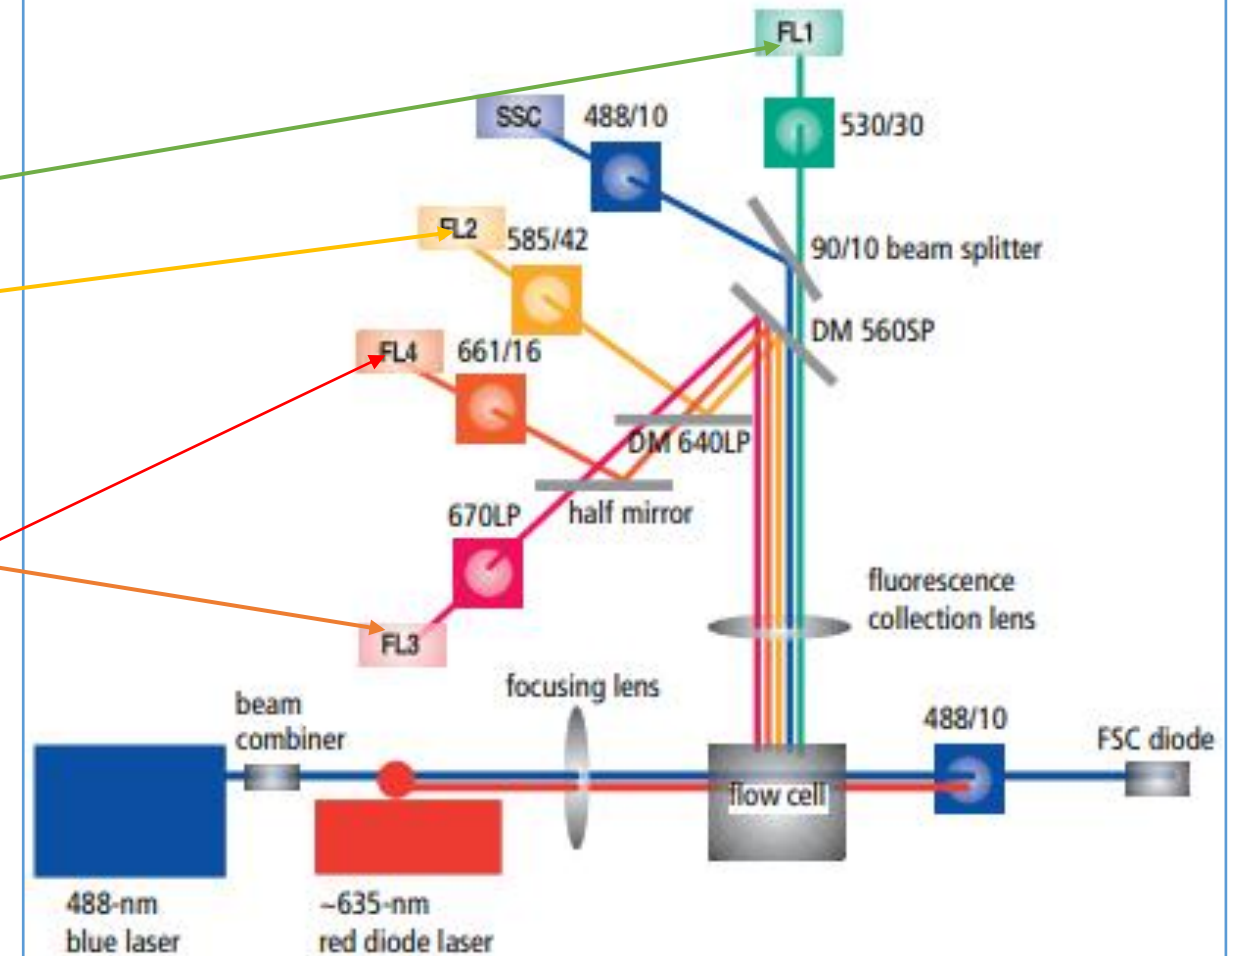 FL1
SSC
488/10
530/30
FL2
585/42
90/10 beam splitter
DM 560SP
FL4
661/16
DM 640LP
670LP
half mirror
fluorescence
collection lens
FL3
focusing lens
beam
combiner
488/10
FSC diode
flow cell
488-nm
blue laser
~635-nm
red diode laser